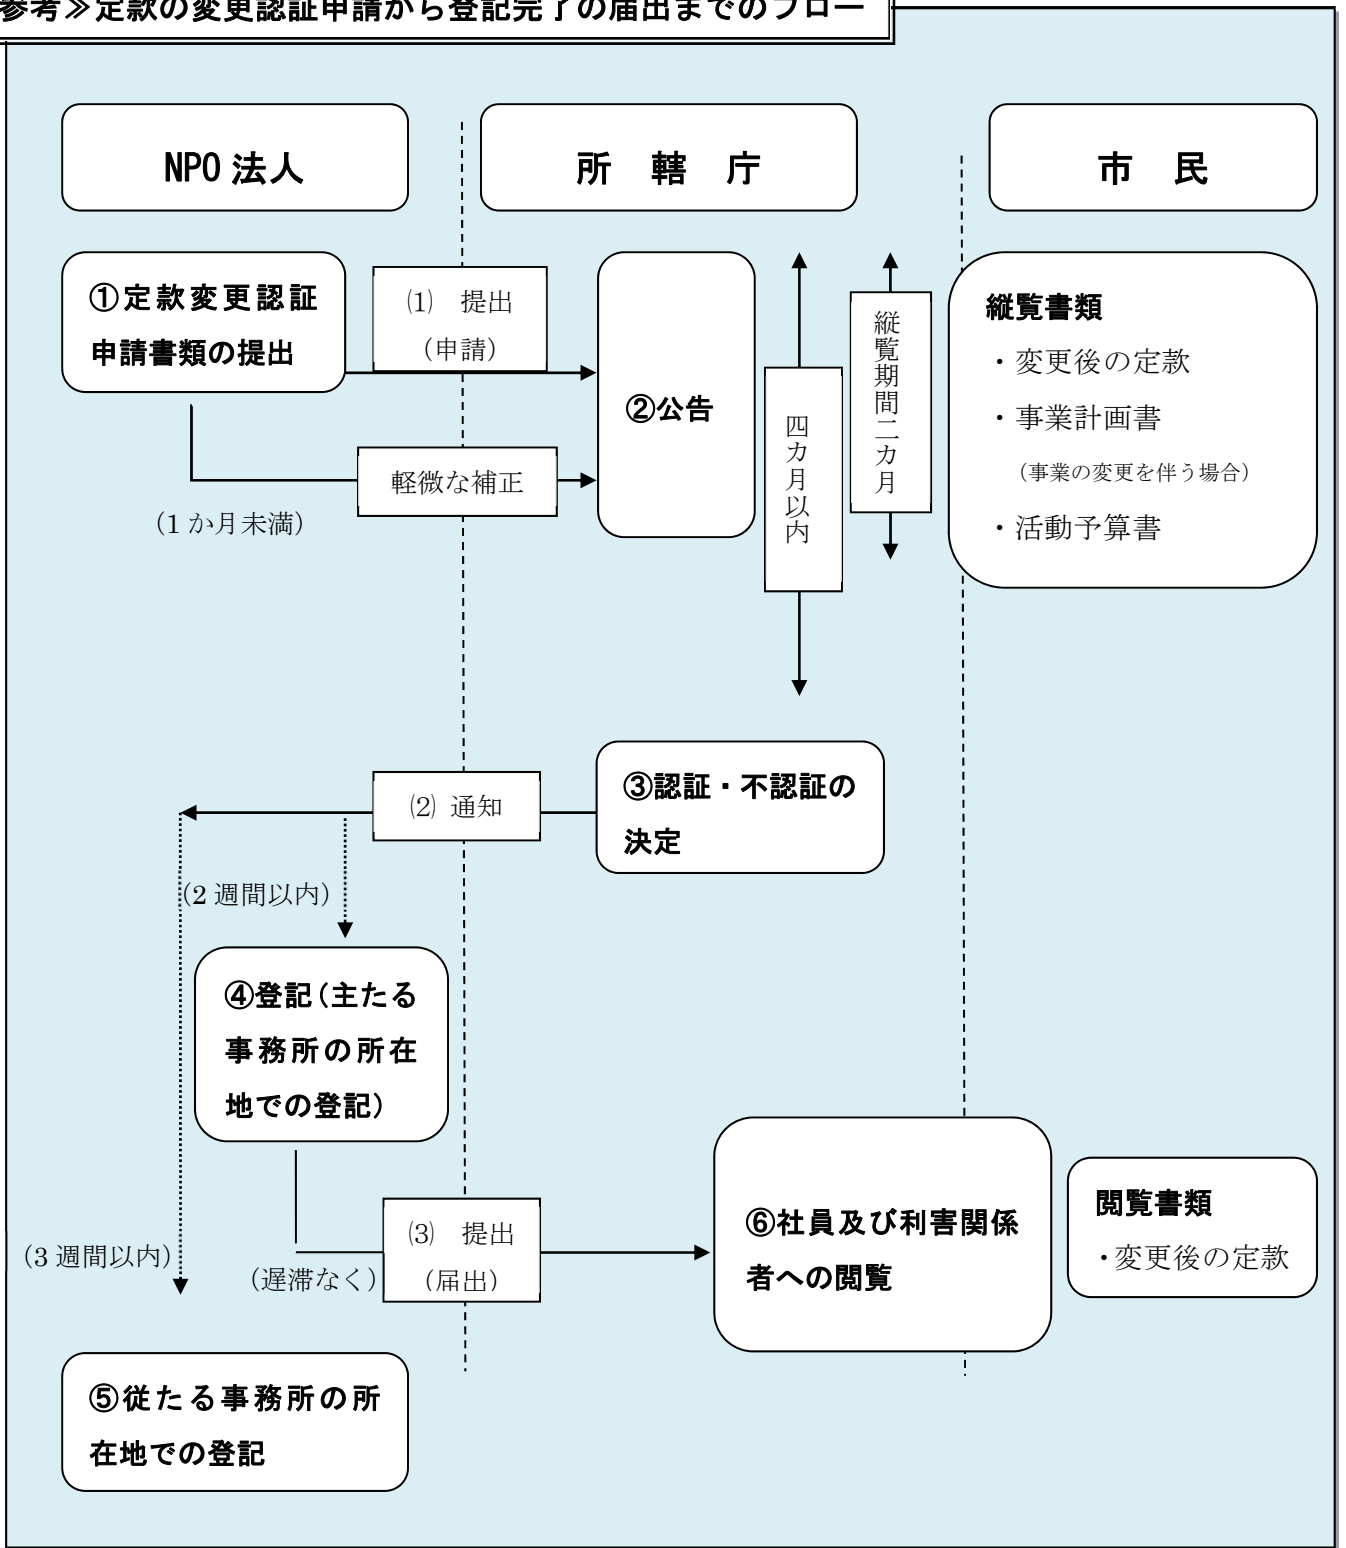 参考≫定款の変更認証申請から登記完了の届出までのフロー
NPO 法人
所 轄 庁
市 民
①定款変更認証
申請書類の提出
⑴ 提出
（申請）
②公告
軽微な補正
（1 か月未満）
四カ月以内
縦覧期間二カ月
縦覧書類
・変更後の定款
・事業計画書
（事業の変更を伴う場合）
・活動予算書
③認証・不認証の
決定
⑵ 通知
（2 週間以内）
④登記（主たる
事務所の所在
地での登記）
（3 週間以内）
（遅滞なく）
⑶ 提出
（届出）
⑥社員及び利害関係
者への閲覧
閲覧書類
・変更後の定款
⑤従たる事務所の所
在地での登記